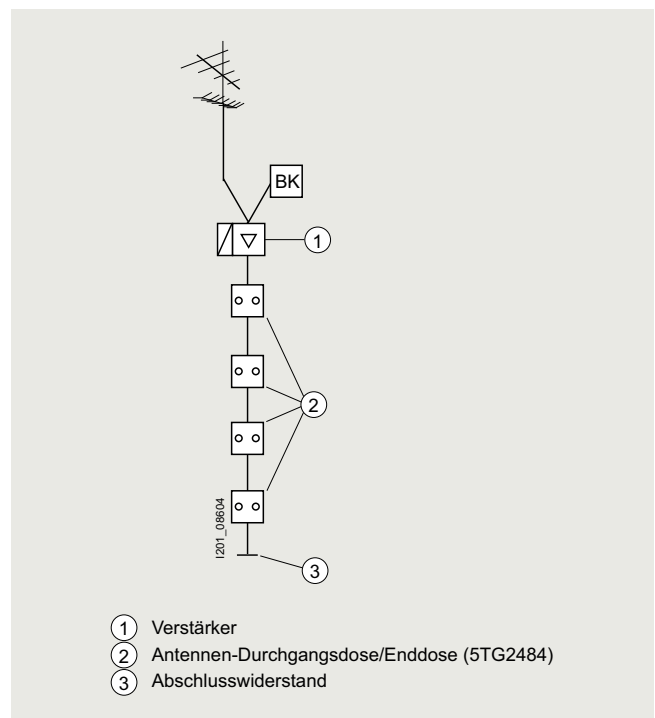 BK
1
2
I201_08604
3
1 Verstärker
2 Antennen-Durchgangsdose/Enddose (5TG2484)
3 Abschlusswiderstand